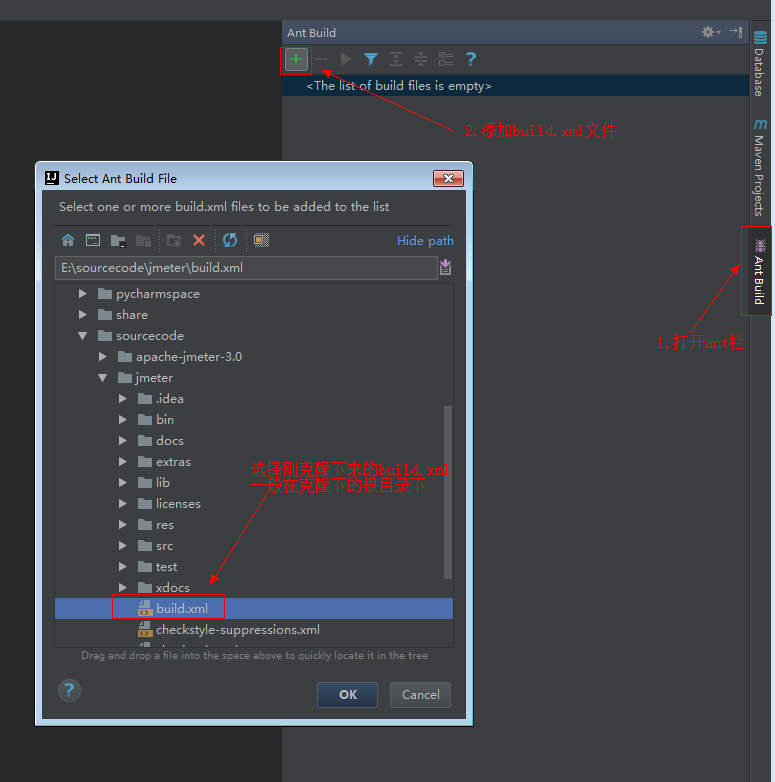 Ant Build
<The list of build files is empty>
Database
2.添加build.xml文件
Maven Projects
Select Ant Build File
Select one or more build.xml files to be added to the list
Hide path
E:\sourcecode\jmeter\build.xml
Ant Build
pycharmspace
share
sourcecode
1.打开ant栏
apache-jmeter-3.0
jmeter
.idea
bin
docs
extras
选择刚克隆下来的build.xml
一般在克隆下的根目录下
lib
licenses
res
src
test
xdocs
build.xml
checkstyle-suppressions.xml
Drag and drop a file into the space above to quickly locate it in the tree
OK
Cancel